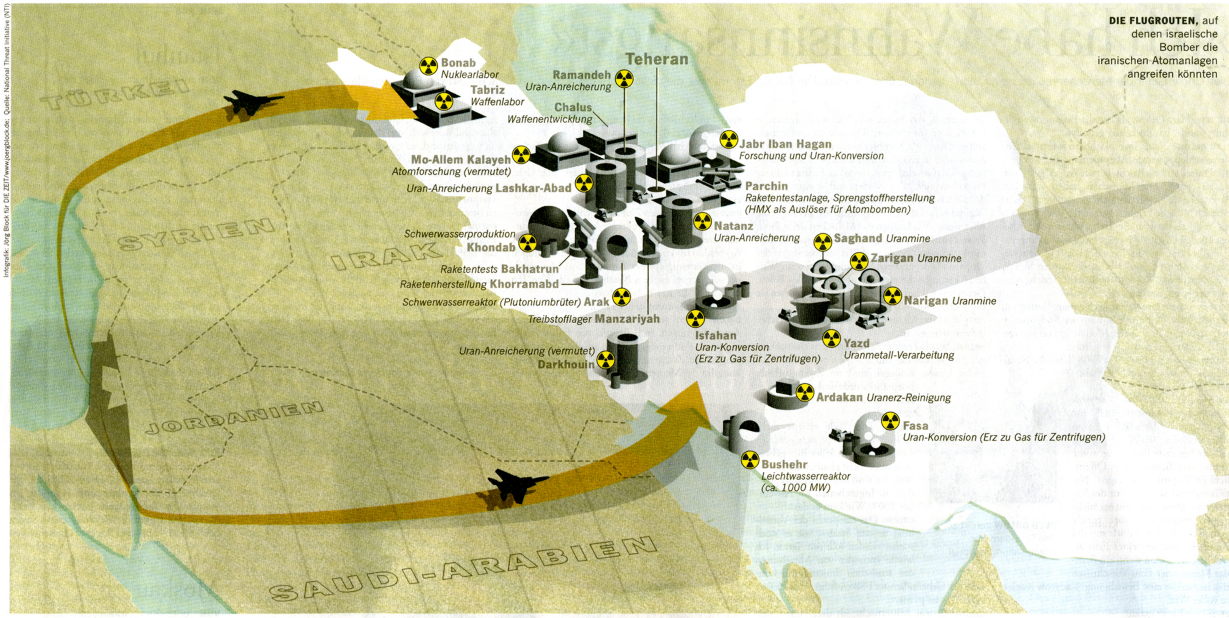 DIE FLUGROUTEN, auf
denen israelische
Bomber die
iranischen Atomanlagen
angreifen könnten
Infografik: Jörg Block für DIE ZEIT/www.joergblock.de; Quelle: National Threat Initiative (NTI)
TÜRKEI
SYRIEN
IRAK
JORDANIEN
SAUDI-ARABIEN
Bonab
Nuklearlabor
Tabriz
Waffenlabor
Teheran
Ramandeh
Uran-Anreicherung
Chalus
Waffenentwicklung
Mo-Allem Kalayeh
Atomforschung (vermutet)
Uran-Anreicherung Lashkar-Abad
Jabr Iban Hagan
Forschung und Uran-Konversion
Parchin
Raketentestanlage, Sprengstoffherstellung
(HMX als Auslöser für Atombomben)
Natanz
Uran-Anreicherung
Schwerwasserproduktion
Khondab
Raketentests Bakhatrun
Raketenherstellung Khorramabd
Schwerwasserreaktor (Plutoniumbrüter) Arak
Treibstofflager Manzariyah
Saghand Uranmine
Zarigan Uranmine
Narigan Uranmine
Isfahan
Uran-Konversion
(Erz zu Gas für Zentrifugen)
Yazd
Uranmetall-Verarbeitung
Uran-Anreicherung (vermutet)
Darkhouin
Ardakan Uranerz-Reinigung
Fasa
Uran-Konversion (Erz zu Gas für Zentrifugen)
Bushehr
Leichtwasserreaktor
(ca. 1000 MW)